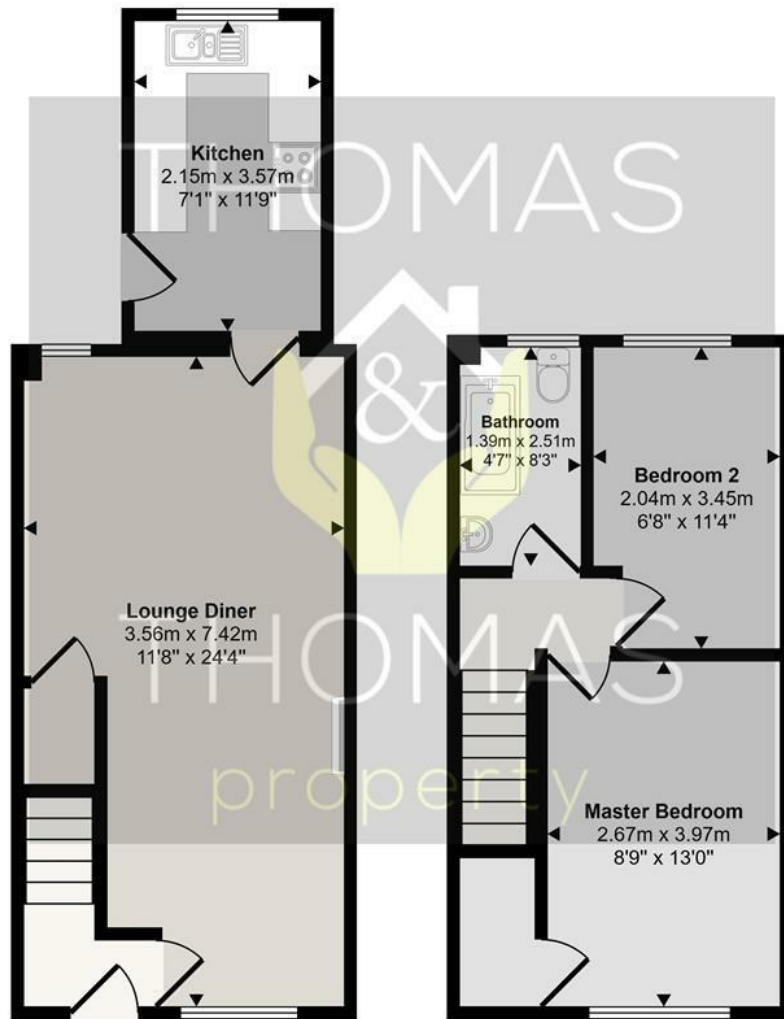 Kitchen
2.15m x 3.57m
7'1" x 11'9"
THOMAS
&
Bathroom
1.39m x 2.51m
4'7" x 8'3"
Bedroom 2
2.04m x 3.45m
6'8" x 11'4"
Lounge Diner
3.56m x 7.42m
11'8" x 24'4"
THOMAS
property
Master Bedroom
2.67m x 3.97m
8'9" x 13'0"